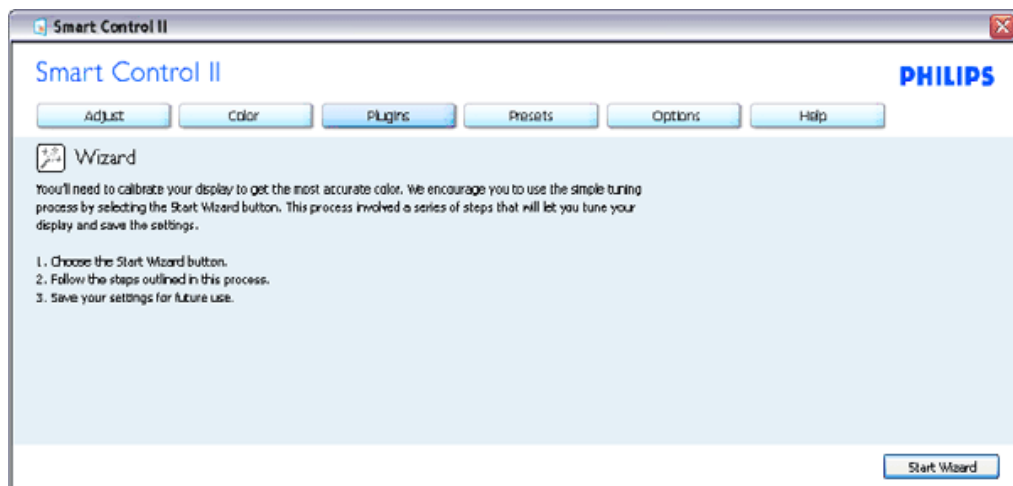 Smart Control II
Smart Control II
PHILIPS
Adjust Color Plugins Presets Options Help
Wizard
Yoou'll need to calibrate your display to get the most accurate color. We encourage you to use the simple tuning
process by selecting the Start Wizard button. This process involved a series of steps that will let you tune your
display and save the settings.
1. Choose the Start Wizard button.
2. Follow the steps outlined in this process.
3. Save your settings for future use.
Start Wizard